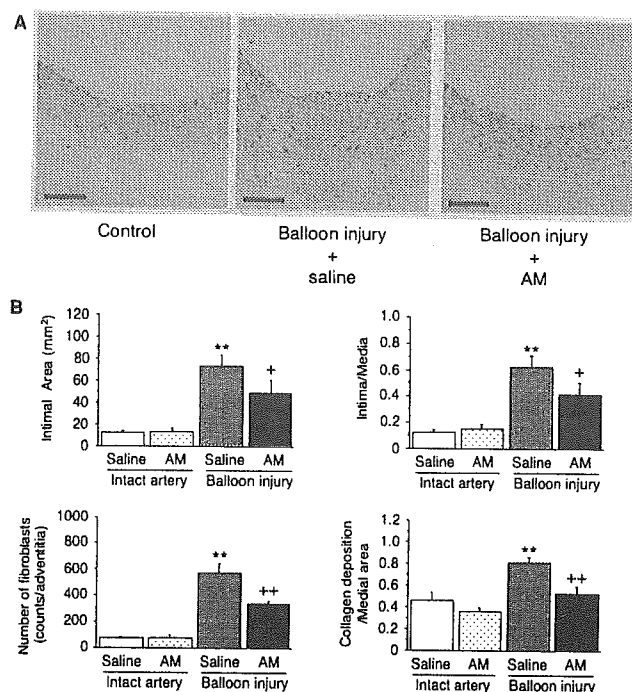 A
Control
Balloon injury
+
saline
Balloon injury
+
AM
B
Intimal Area (mm²)
120
100
80
60
40
20
0
**
+
Saline AM Saline AM
Intact artery Balloon injury
Intima/Media
1.0
0.8
0.6
0.4
0.2
0
**
+
Saline AM Saline AM
Intact artery Balloon injury
Number of fibroblasts
(counts/adventitia)
1000
800
600
400
200
0
**
++
Saline AM Saline AM
Intact artery Balloon injury
Collagen deposition
/Medial area
1.2
1.0
0.8
0.6
0.4
0.2
0
**
++
Saline AM Saline AM
Intact artery Balloon injury